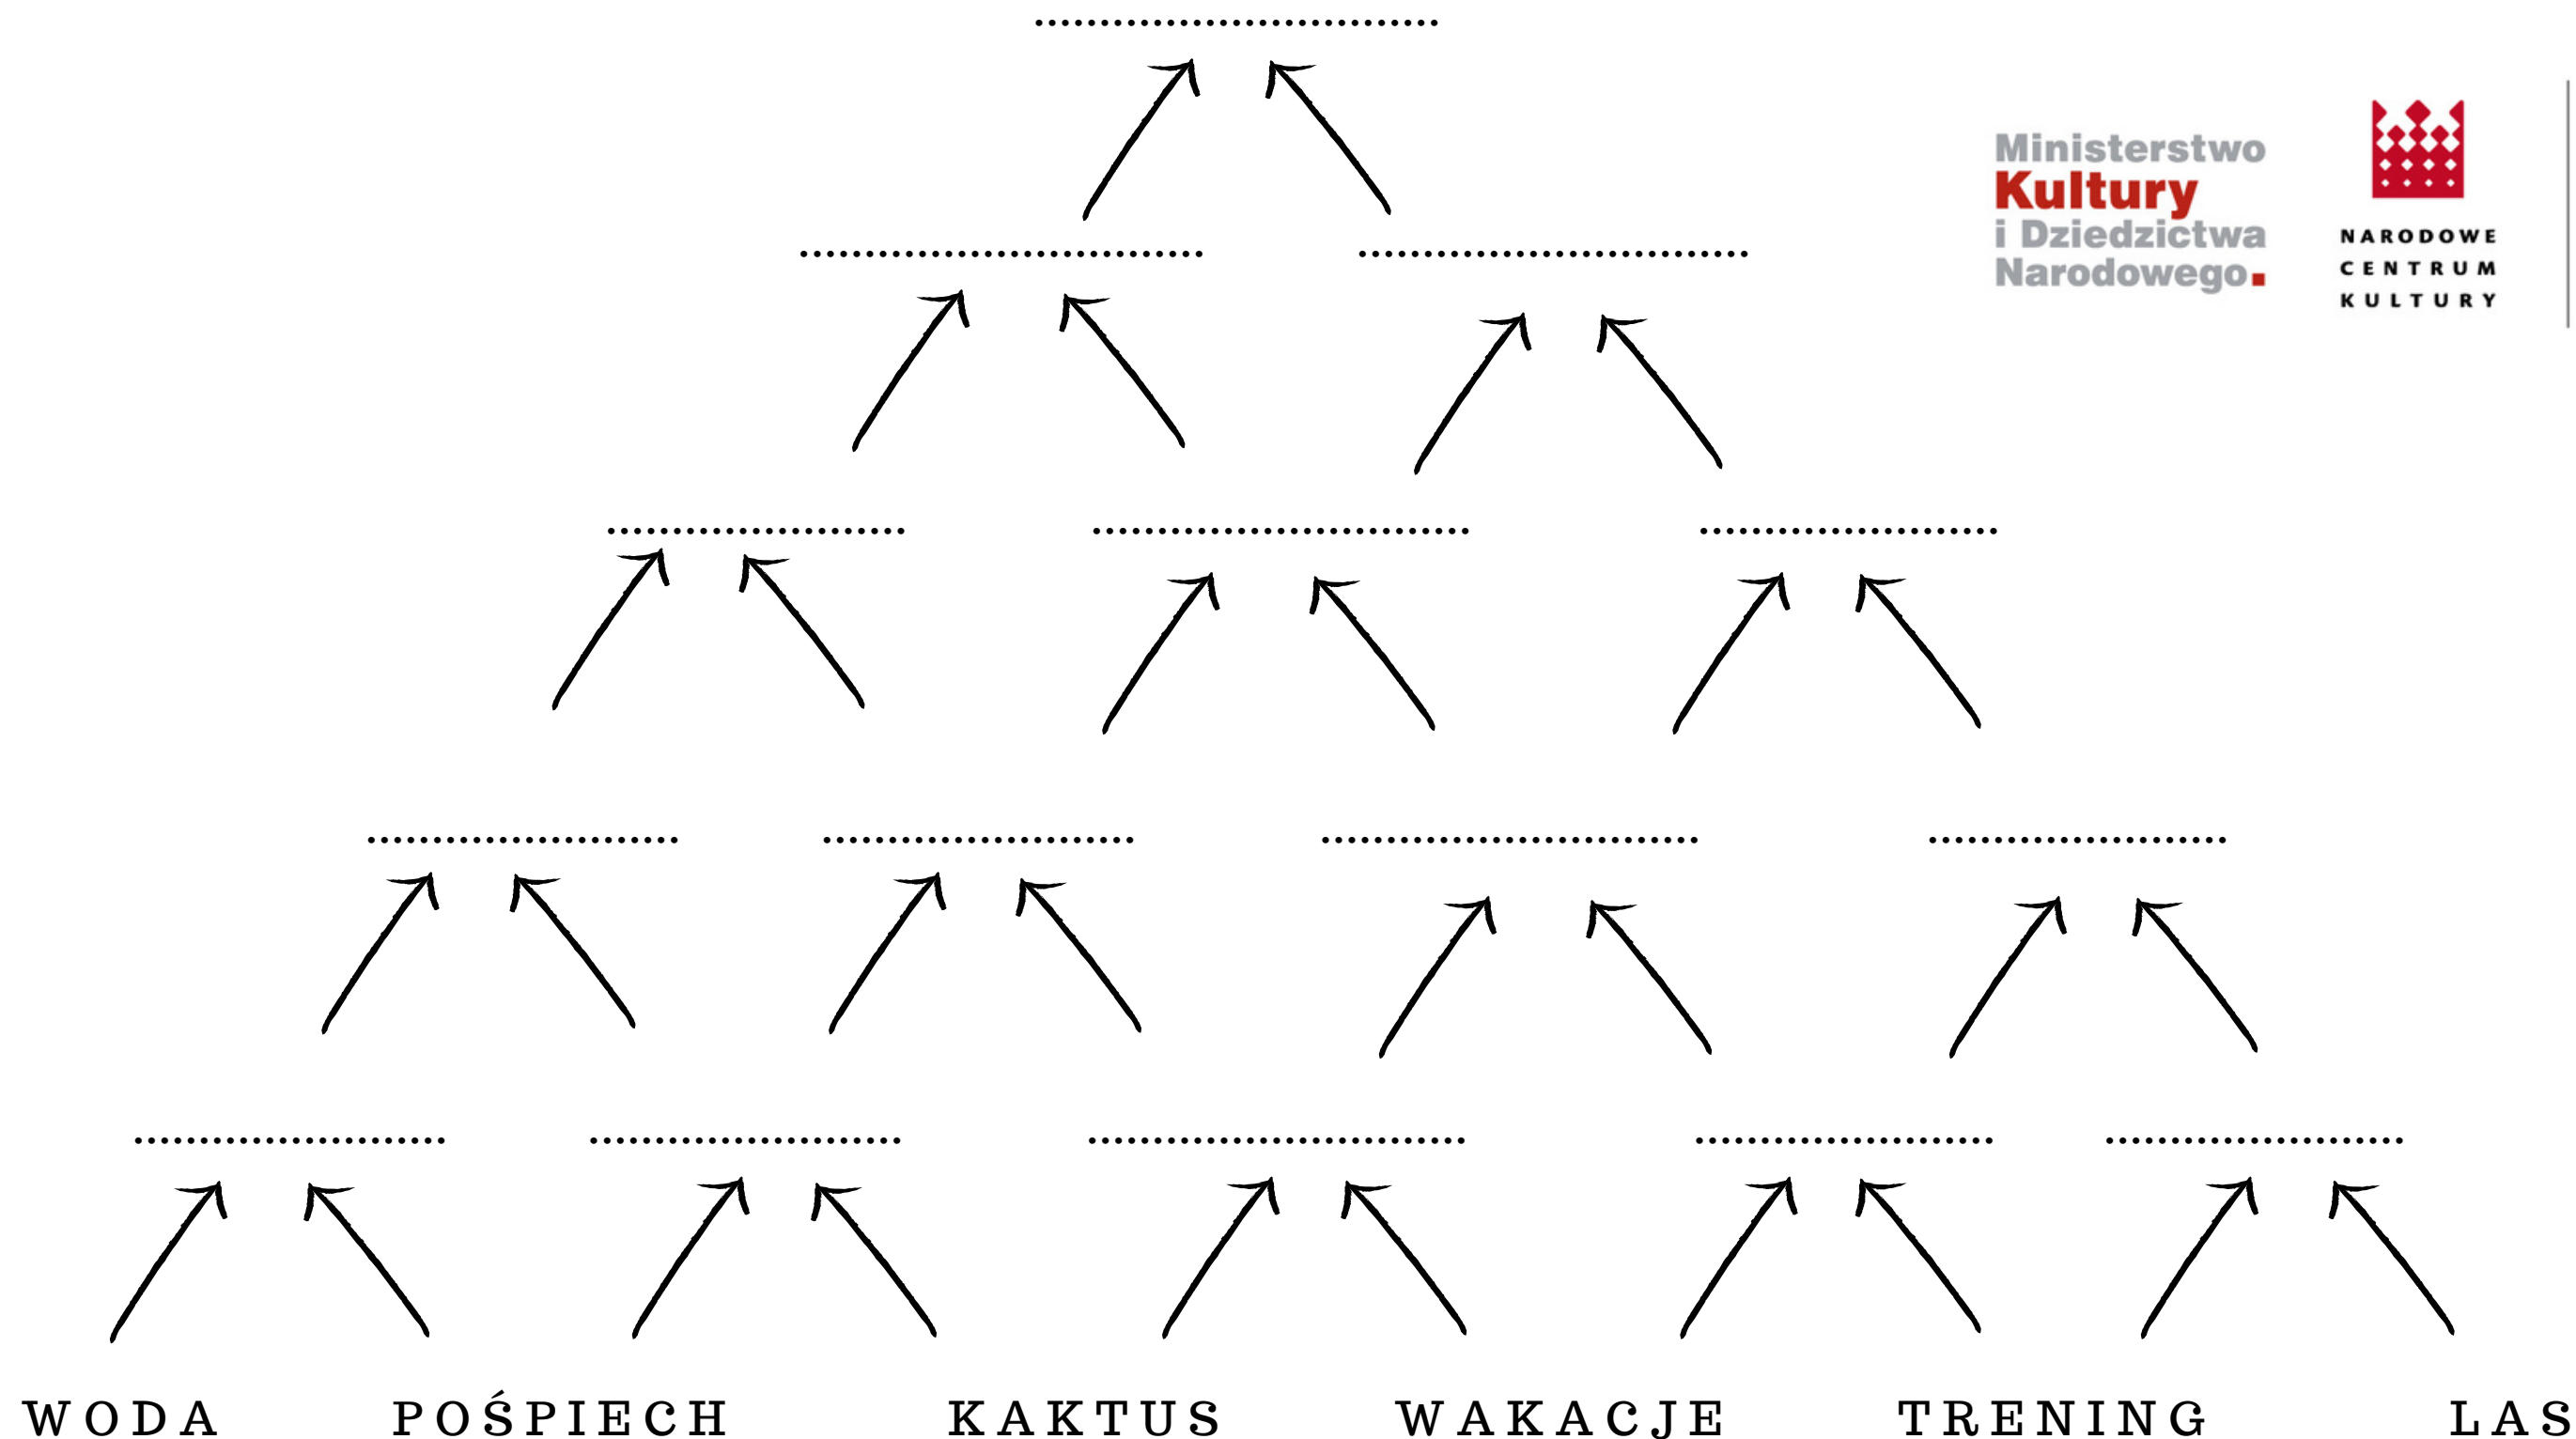 Ministerstwo
Kultury
i Dziedzictwa
Narodowego.
NARODOWE
CENTRUM
KULTURY
WODA POŚPIECH KAKTUS WAKACJE TRENING LAS